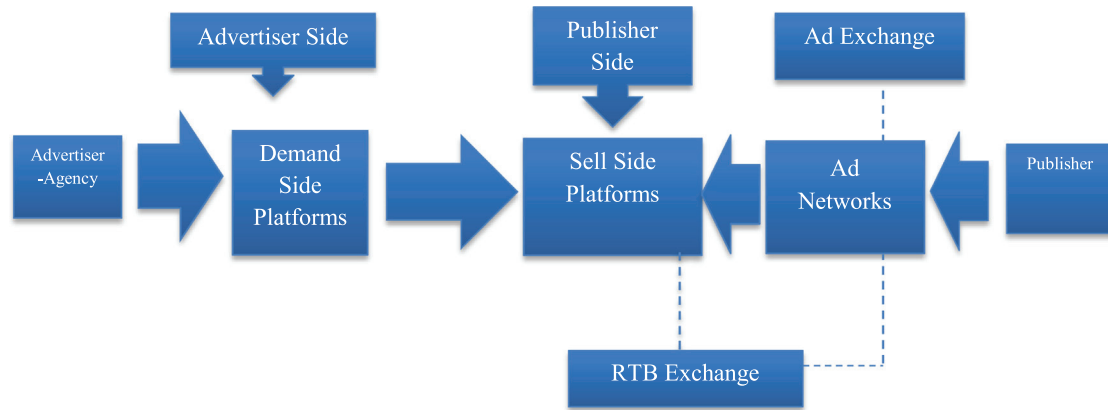 Advertiser Side
Publisher
Side
Ad Exchange
Advertiser
-Agency
Demand
Side
Platforms
Sell Side
Platforms
Ad
Networks
Publisher
RTB Exchange